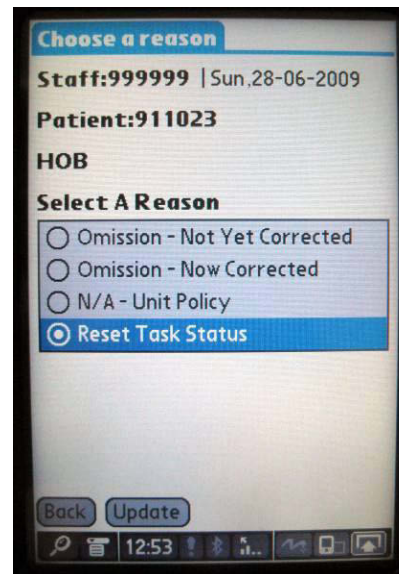 Choose a reason
Staff:999999 | Sun,28-06-2009
Patient:911023
HOB
Select A Reason
Omission - Not Yet Corrected
Omission - Now Corrected
N/A - Unit Policy
Reset Task Status
Back Update
12:53